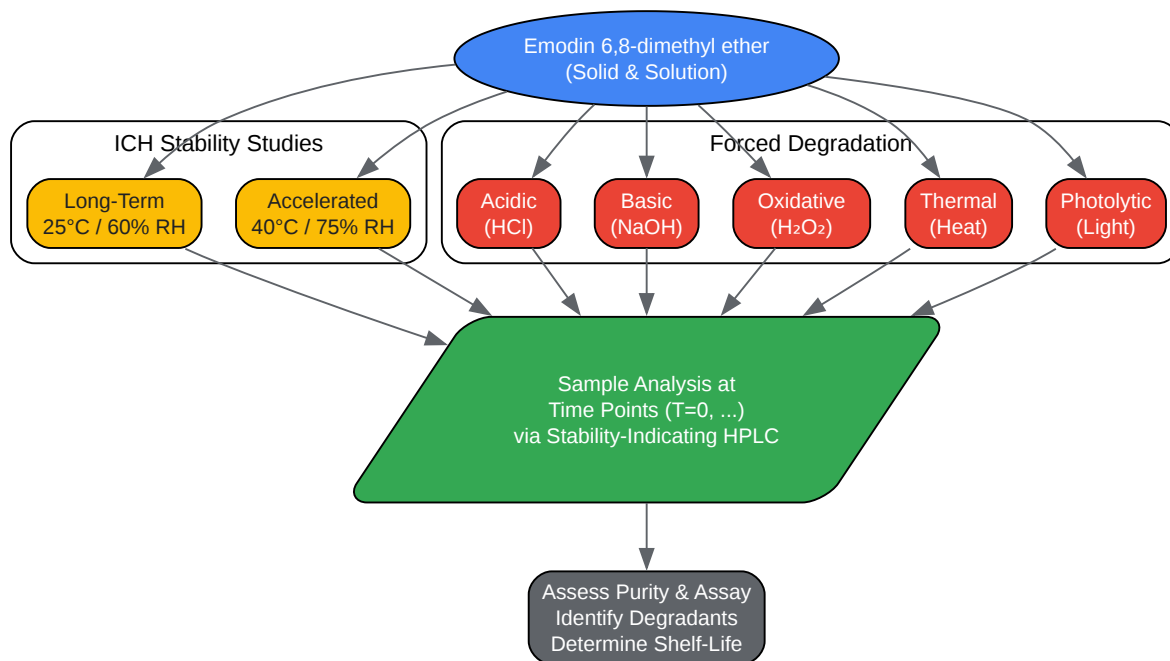 Emodin 6,8-dimethyl ether
(Solid & Solution)
ICH Stability Studies
Forced Degradation
Long-Term
25°C / 60% RH
Accelerated
40°C / 75% RH
Acidic
(HCl)
Basic
(NaOH)
Oxidative
(H₂O₂)
Thermal
(Heat)
Photolytic
(Light)
Sample Analysis at
Time Points (T=0, ...)
via Stability-Indicating HPLC
Assess Purity & Assay
Identify Degradants
Determine Shelf-Life